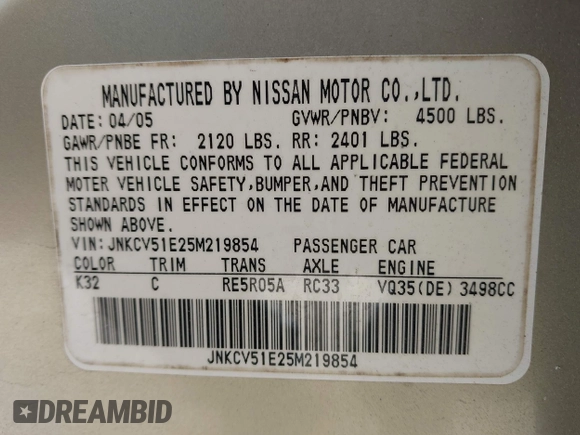 MANUFACTURED BY NISSAN MOTOR CO.,LTD.
DATE: 04/05 GVWR/PNBV: 4500 LBS.
GAWR/PNBE FR: 2120 LBS. RR: 2401 LBS.
THIS VEHICLE CONFORMS TO ALL APPLICABLE FEDERAL
MOTER VEHICLE SAFETY,BUMPER,AND THEFT PREVENTION
STANDARDS IN EFFECT ON THE DATE OF MANUFACTURE
SHOWN ABOVE.
VIN: JNKCV51E25M219854 PASSENGER CAR
COLOR TRIM TRANS AXLE ENGINE
K32 C RE5R05A RC33 VQ35(DE) 3498CC
JNKCV51E25M219854
DREAMBID